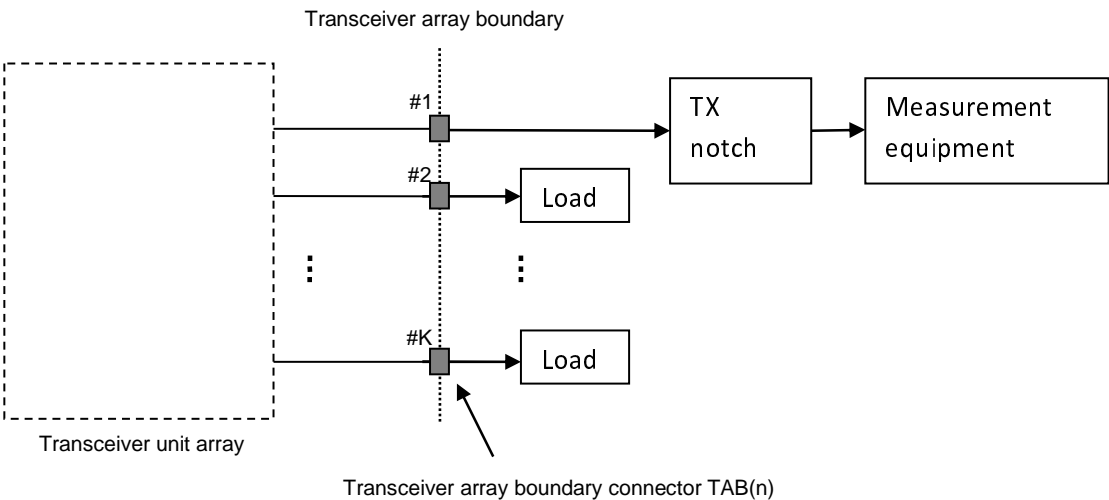 Transceiver array boundary
#1
TX
notch
Measurement
equipment
#2
Load
#K
Load
Transceiver unit array
Transceiver array boundary connector TAB(n)